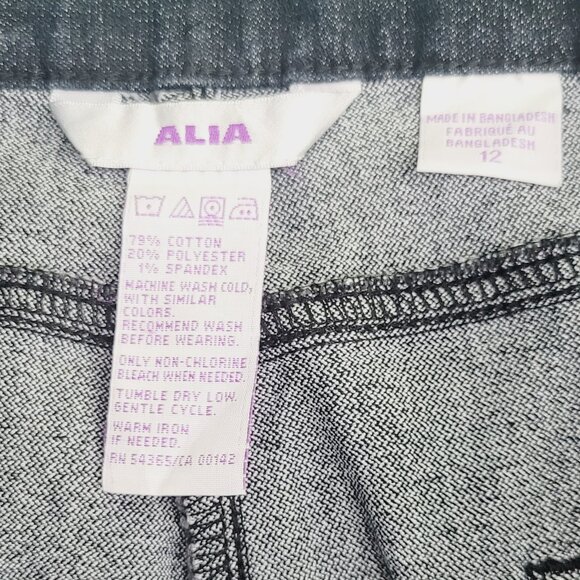 ALIA
MADE IN BANGLADESH
FABRIQUÉ AU
BANGLADESH
12
79% COTTON
20% POLYESTER
1% SPANDEX
MACHINE WASH COLD,
WITH SIMILAR
COLORS.
RECOMMEND WASH
BEFORE WEARING.
ONLY NON-CHLORINE
BLEACH WHEN NEEDED.
TUMBLE DRY LOW.
GENTLE CYCLE.
WARM IRON
IF NEEDED.
RN 54365/CA 00142